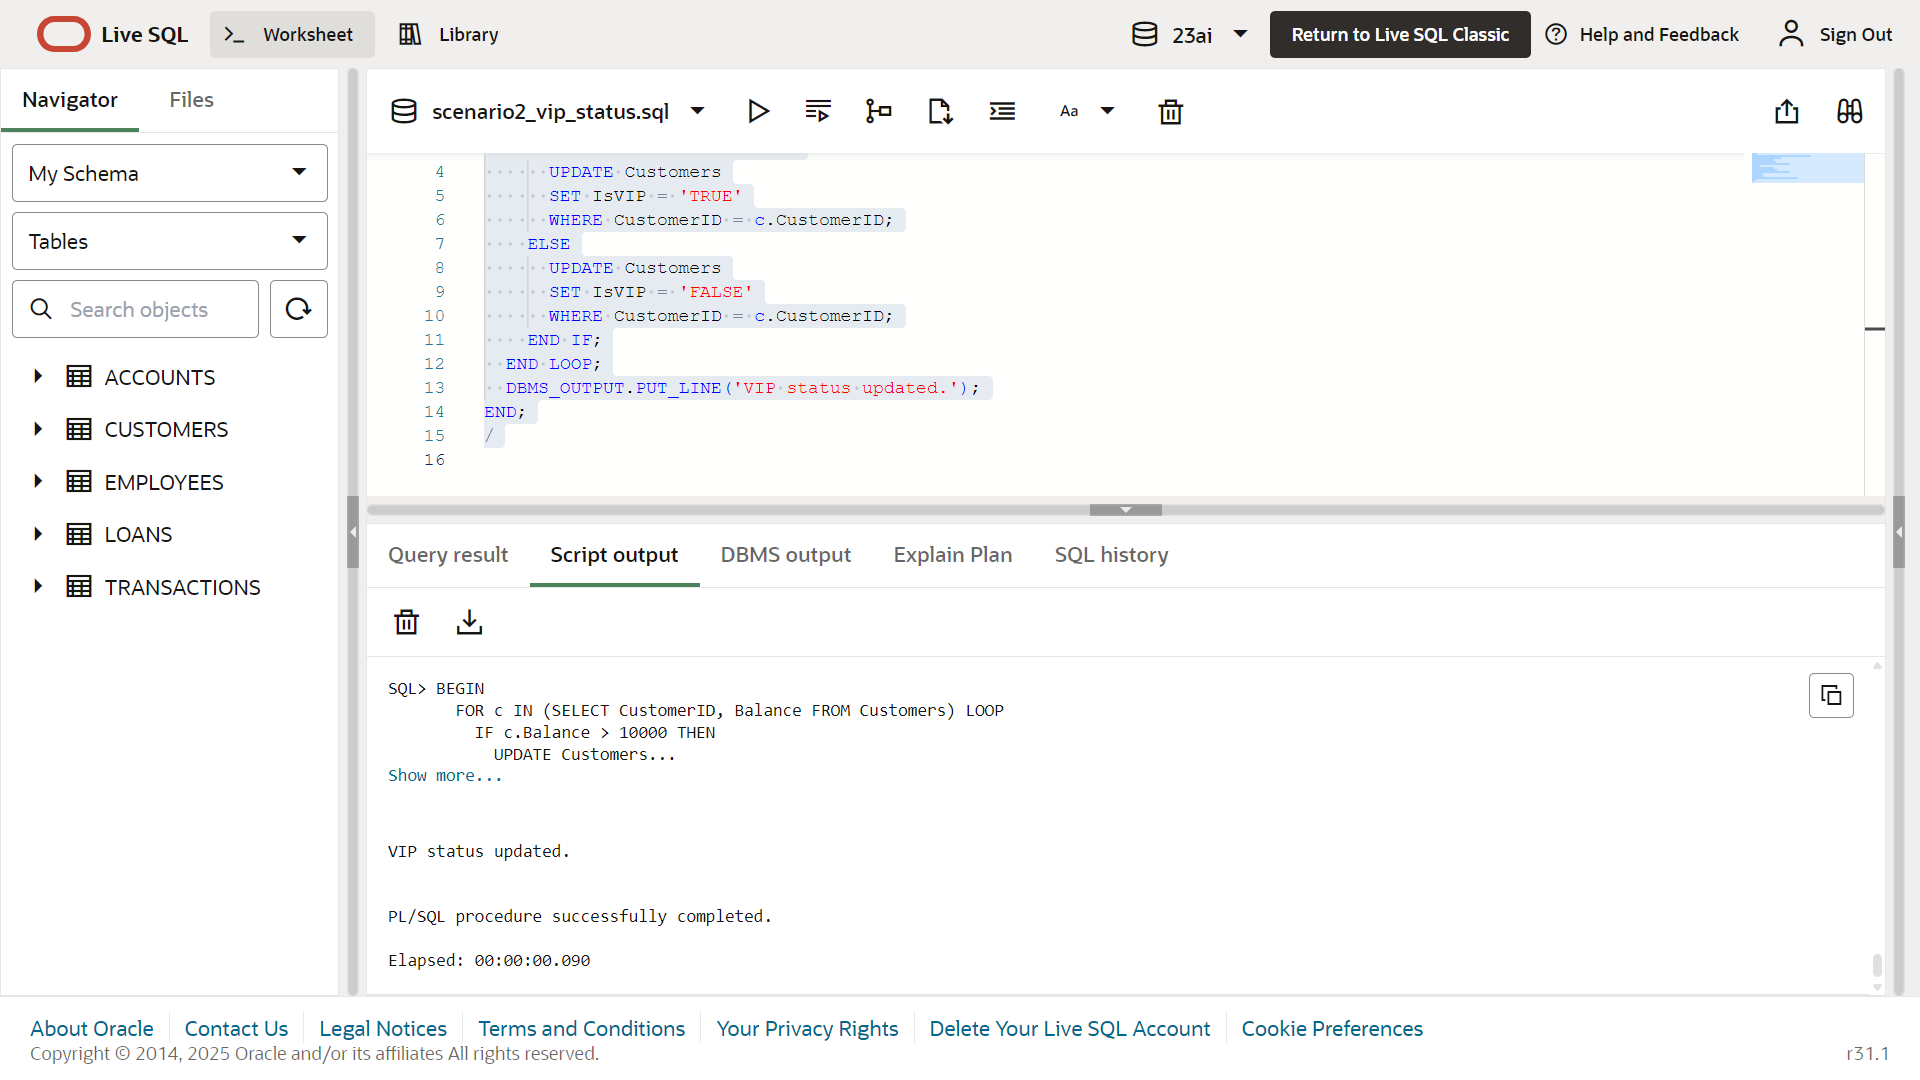 Live SQL
Worksheet
Library
23ai
Return to Live SQL Classic
Help and Feedback
Sign Out
Navigator
Files
My Schema
Tables
Search objects
ACCOUNTS
CUSTOMERS
EMPLOYEES
LOANS
TRANSACTIONS
scenario2_vip_status.sql
Aa
4 UPDATE Customers
5 SET IsVIP = 'TRUE'
6 WHERE CustomerID = c.CustomerID;
7 ELSE
8 UPDATE Customers
9 SET IsVIP = 'FALSE'
10 WHERE CustomerID = c.CustomerID;
11 END IF;
12 END LOOP;
13 DBMS_OUTPUT.PUT_LINE('VIP status updated.');
14 END;
15 /
16
Query result
Script output
DBMS output
Explain Plan
SQL history
SQL> BEGIN
FOR c IN (SELECT CustomerID, Balance FROM Customers) LOOP
IF c.Balance > 10000 THEN
UPDATE Customers...
Show more...
VIP status updated.
PL/SQL procedure successfully completed.
Elapsed: 00:00:00.090
About Oracle
Contact Us
Legal Notices
Terms and Conditions
Your Privacy Rights
Delete Your Live SQL Account
Cookie Preferences
Copyright © 2014, 2025 Oracle and/or its affiliates All rights reserved.
r31.1